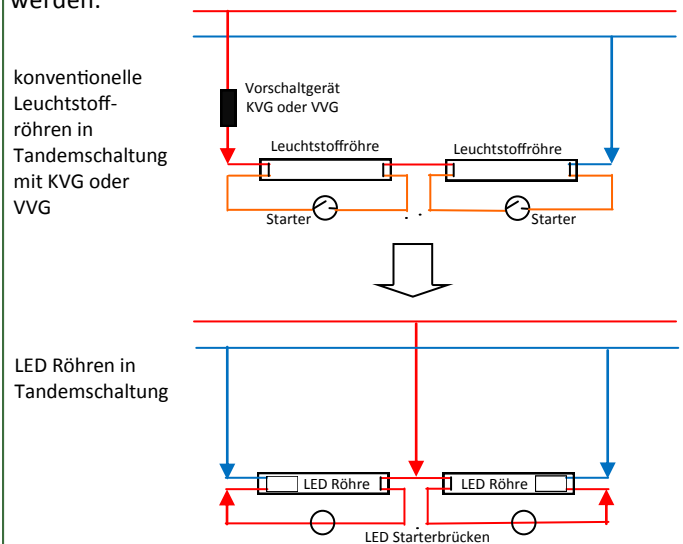 werden.
konventionelle
Leuchtstoff-
röhren in
Tandemschaltung
mit KVG oder
VVG
Vorschaltgerät
KVG oder VVG
Leuchtstoffröhre
Leuchtstoffröhre
Starter
Starter
LED Röhren in
Tandemschaltung
LED Röhre
LED Röhre
LED Starterbrücken